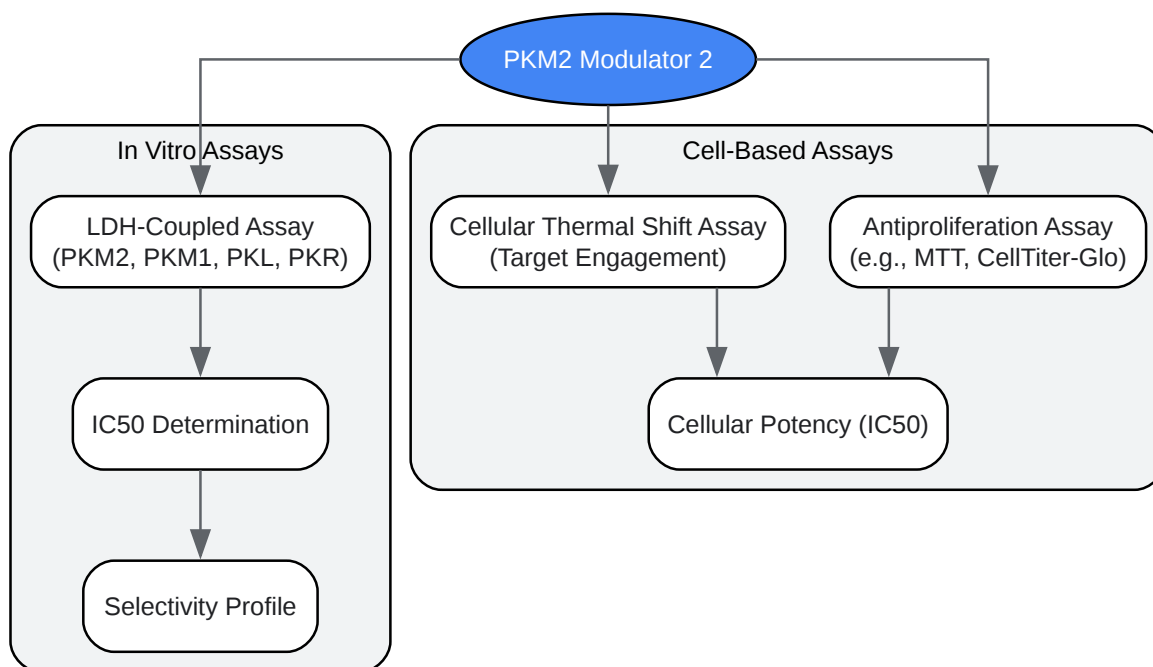 PKM2 Modulator 2
In Vitro Assays
LDH-Coupled Assay
(PKM2, PKM1, PKL, PKR)
IC50 Determination
Selectivity Profile
Cell-Based Assays
Cellular Thermal Shift Assay
(Target Engagement)
Antiproliferation Assay
(e.g., MTT, CellTiter-Glo)
Cellular Potency (IC50)